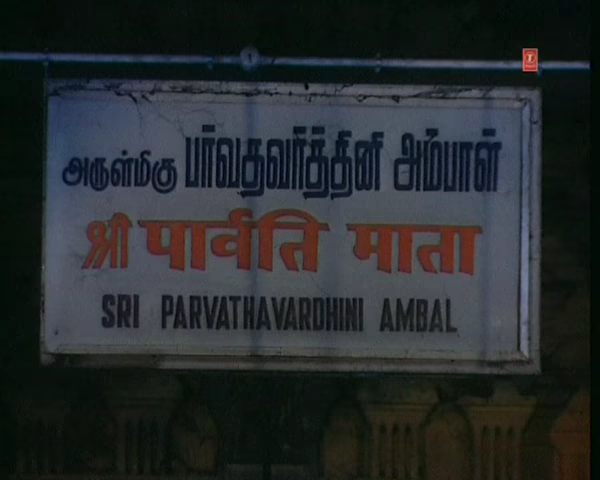 அருள்மிகு பர்வதவர்த்தினி அம்பாள்
श्री पार्वति माता
SRI PARVATHAVARDHINI AMBAL